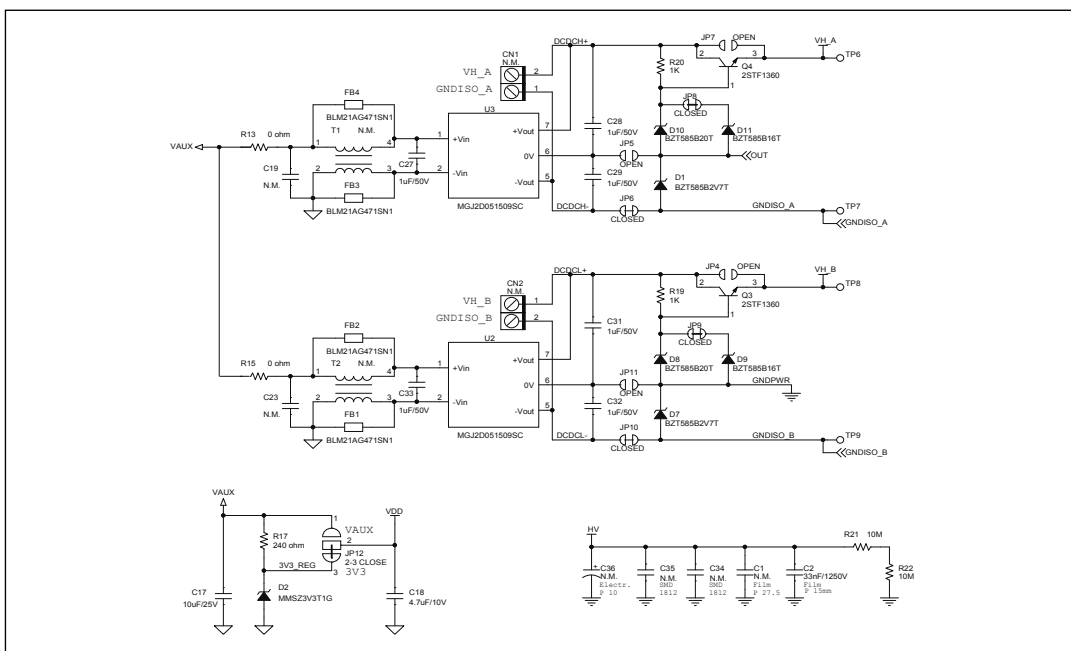 JP7 OPEN
VH_A
TP6
DCDCH+
CN1
N.M.
VH_A 2
GNDISO_A 1
R20
1K
2 3
Q4
2STF1360
1
JP8
CLOSED
FB4
BLM21AG471SN1
T1 N.M.
R13 0 ohm
VAUX
1 4
2 3
C19
N.M.
FB3
BLM21AG471SN1
C27
1uF/50V
U3
1 +Vin
2 -Vin
+Vout 7
0V 6
-Vout 5
MGJ2D051509SC
C28
1uF/50V
C29
1uF/50V
D10
BZT585B20T
D11
BZT585B16T
JP5
OPEN
OUT
D1
BZT585B2V7T
JP6
CLOSED
DCDCH-
GNDISO_A
TP7
GNDISO_A
JP4 OPEN
VH_B
TP8
DCDCL+
CN2
N.M.
VH_B 1
GNDISO_B 2
R19
1K
2 3
Q3
2STF1360
1
JP9
CLOSED
FB2
BLM21AG471SN1
T2 N.M.
R15 0 ohm
1 4
2 3
C23
N.M.
FB1
BLM21AG471SN1
C33
1uF/50V
U2
1 +Vin
2 -Vin
+Vout 7
0V 6
-Vout 5
MGJ2D051509SC
C31
1uF/50V
C32
1uF/50V
D8
BZT585B20T
D9
BZT585B16T
JP11
OPEN
GNDPWR
D7
BZT585B2V7T
JP10
CLOSED
DCDCL-
GNDISO_B
TP9
GNDISO_B
VAUX
R17
240 ohm
3V3_REG
1
VAUX
2
JP12
2-3 CLOSE
3 3V3
VDD
D2
MMSZ3V3T1G
C17
10uF/25V
C18
4.7uF/10V
HV
R21 10M
R22
10M
+
C36
N.M.
Electr.
P 10
C35
N.M.
SMD
1812
C34
N.M.
SMD
1812
C1
N.M.
Film
P 27.5
C2
33nF/1250V
Film
P 15mm